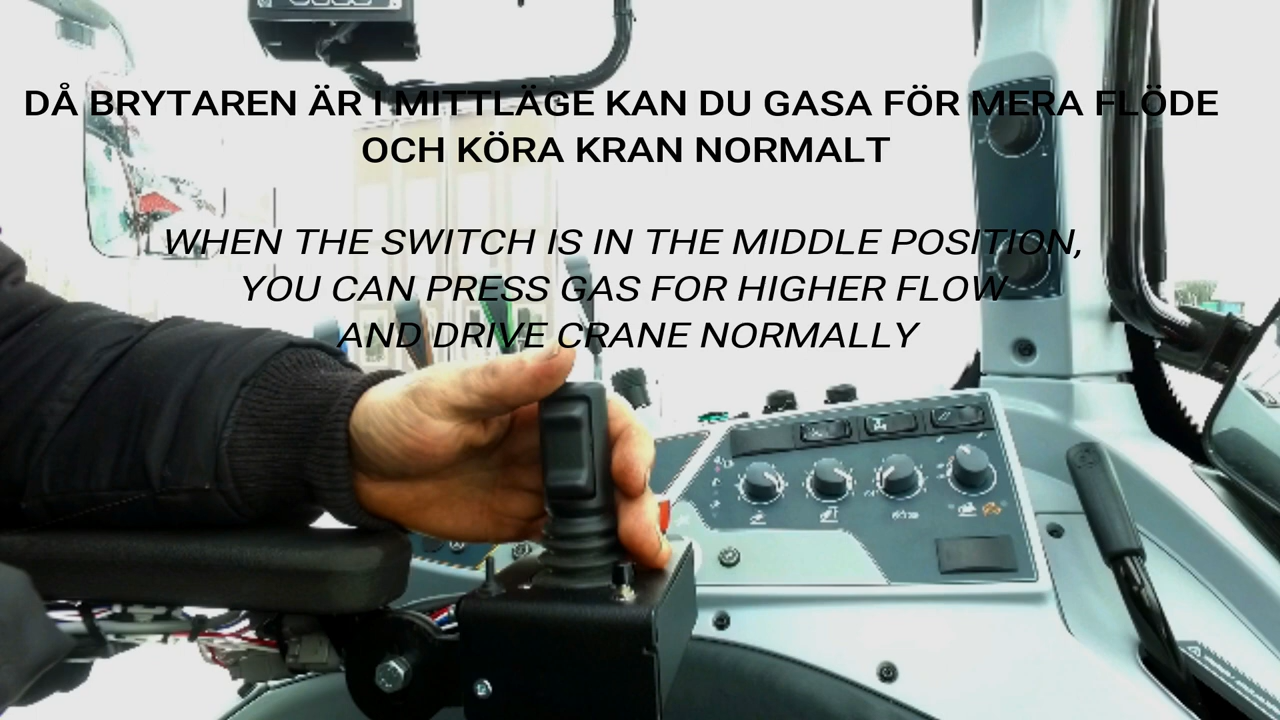 DÅ BRYTAREN ÄR I MITTLÄGE KAN DU GASA FÖR MERA FLÖDE
OCH KÖRA KRAN NORMALT
WHEN THE SWITCH IS IN THE MIDDLE POSITION,
YOU CAN PRESS GAS FOR HIGHER FLOW
AND DRIVE CRANE NORMALLY